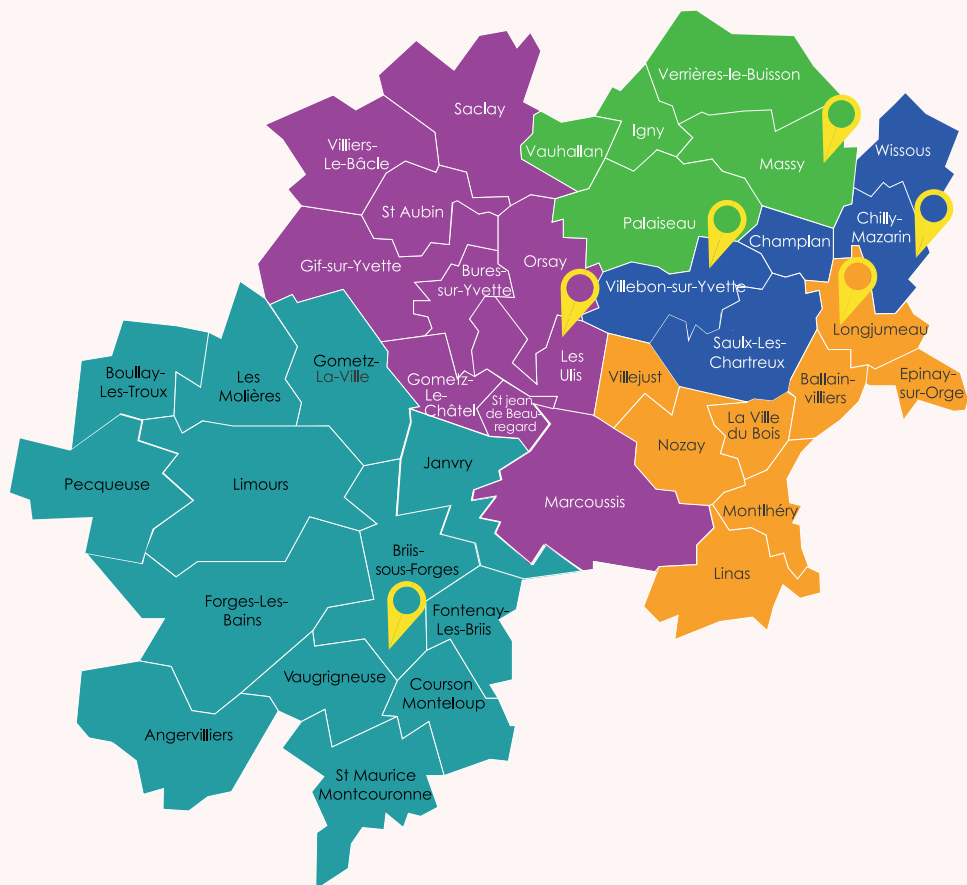 Verrières-le-Buisson
Saclay
Igny
Vauhallan
Massy
Wissous
Villiers-
Le-Bâcle
St Aubin
Palaiseau
Chilly-
Mazarin
Champlan
Gif-sur-Yvette
Bures-
sur-Yvette
Orsay
Villebon-sur-Yvette
Longjumeau
Saulx-Les-
Chartreux
Boullay-
Les-Troux
Les
Molières
Gometz-
La-Ville
Gometz-
Le-
Châtel
Les
Ulis
Villejust
Ballain-
villiers
Epinay-
sur-Orge
St jean
de Beau-
regard
La Ville
du Bois
Nozay
Janvry
Pecqueuse
Limours
Marcoussis
Montlhéry
Linas
Briis-
sous-Forges
Forges-Les-
Bains
Fontenay-
Les-Briis
Vaugrigneuse
Courson
Monteloup
Angervilliers
St Maurice
Montcouronne